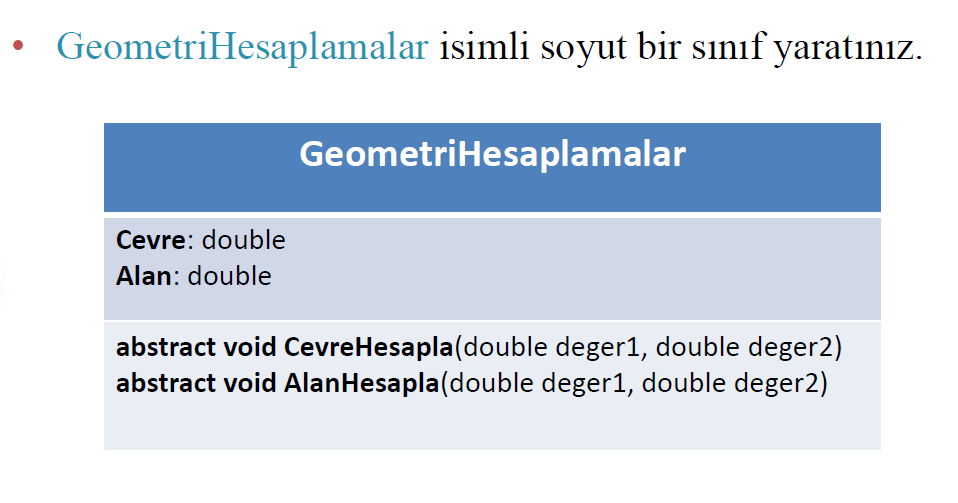 • GeometriHesaplamalar isimli soyut bir sınıf yaratınız.
GeometriHesaplamalar
Cevre: double
Alan: double
abstract void CevreHesapla(double deger1, double deger2)
abstract void AlanHesapla(double deger1, double deger2)